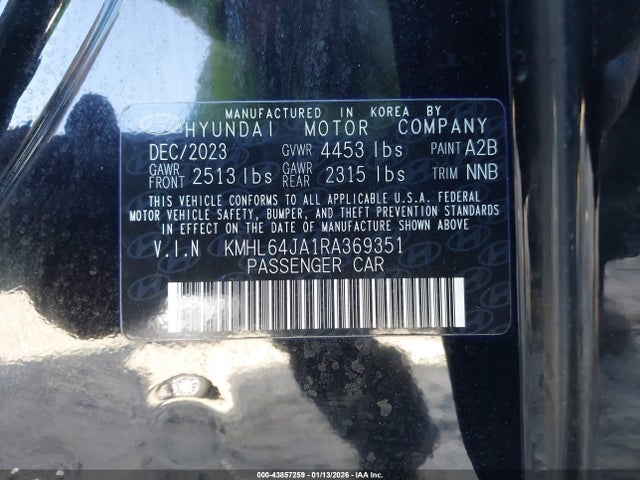 MANUFACTURED IN KOREA BY
HYUNDAI MOTOR COMPANY
DEC/2023 GVWR 4453 lbs PAINT A2B
GAWR FRONT 2513 lbs GAWR REAR 2315 lbs TRIM NNB
THIS VEHICLE CONFORMS TO ALL APPLICABLE U.S.A. FEDERAL
MOTOR VEHICLE SAFETY, BUMPER, AND THEFT PREVENTION STANDARDS
IN EFFECT ON THE DATE OF MANUFACTURE SHOWN ABOVE.
V.I.N KMHL64JA1RA369351
PASSENGER CAR
000-43857259 - 01/13/2026 - IAA Inc.